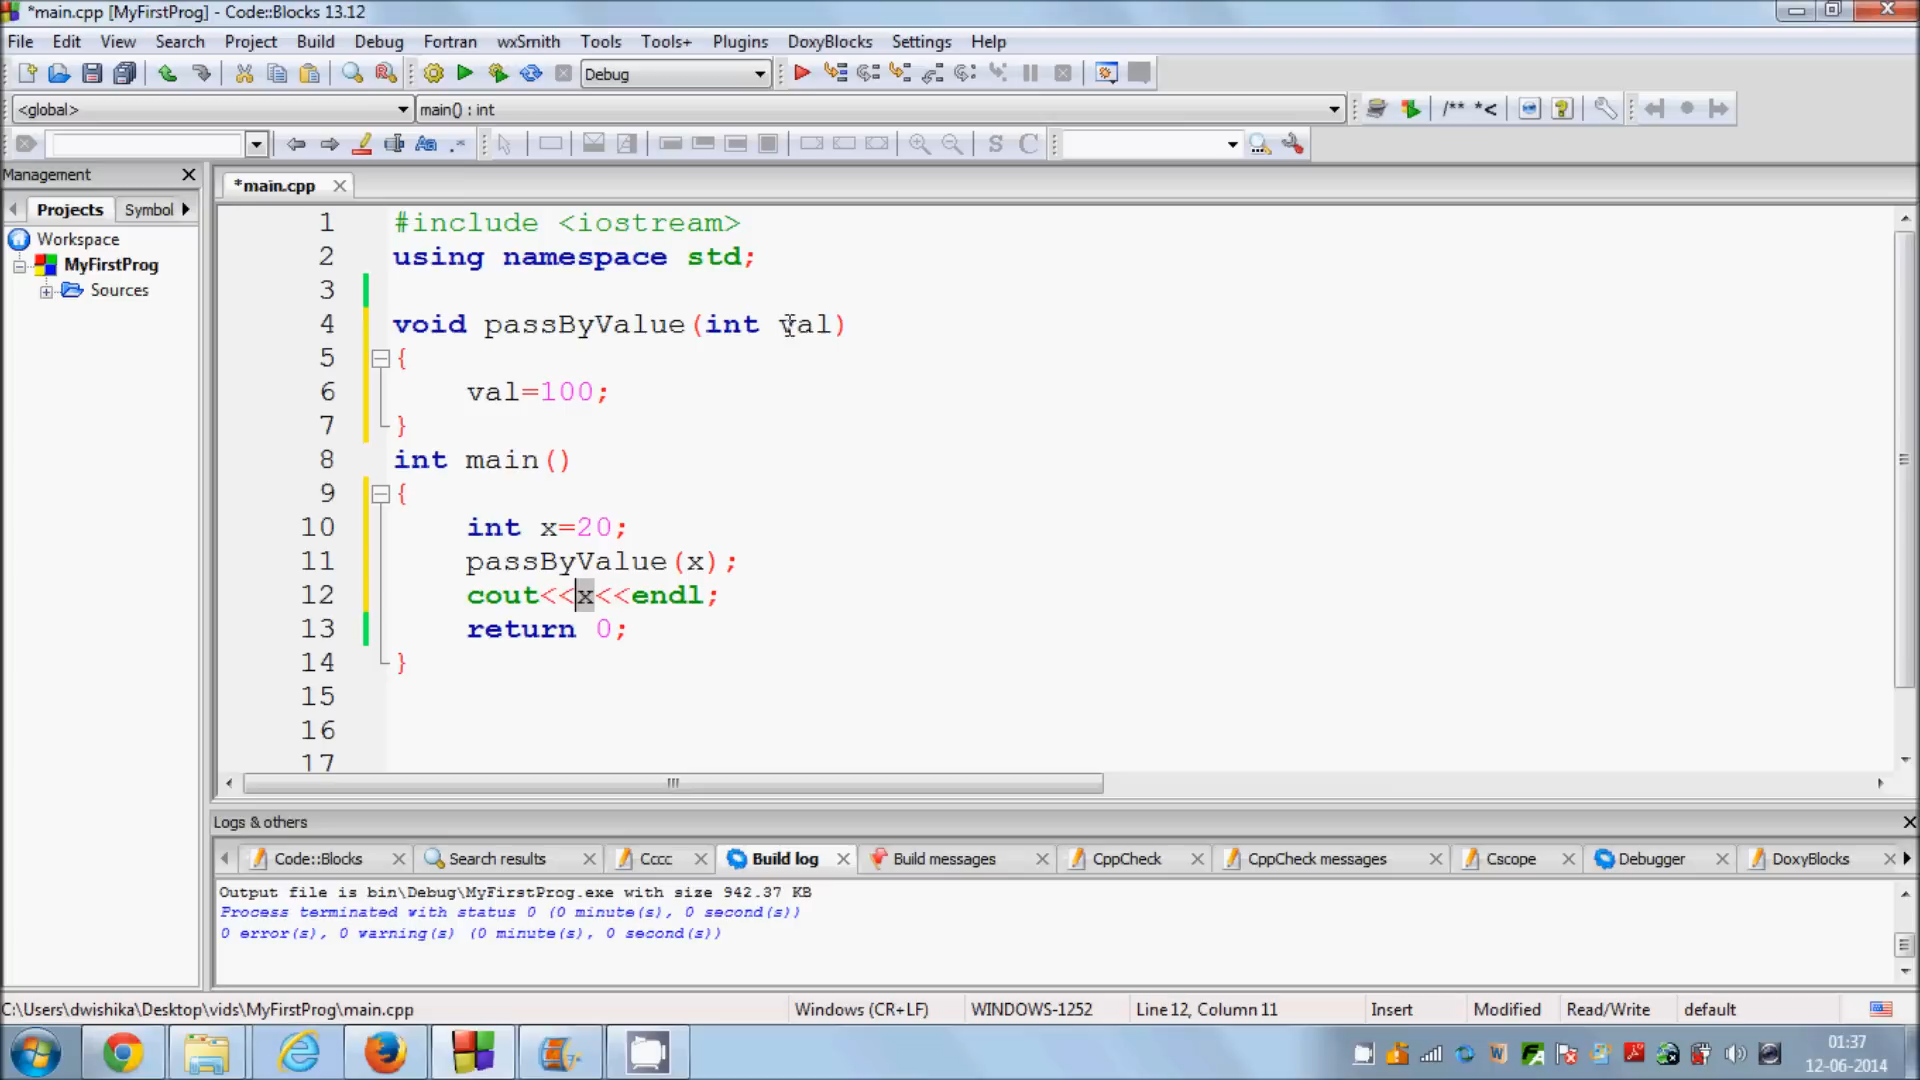 *main.cpp [MyFirstProg] - Code::Blocks 13.12
File Edit View Search Project Build Debug Fortran wxSmith Tools Tools+ Plugins DoxyBlocks Settings Help
Debug
<global> main() : int /** *<
.* S C
Management
*main.cpp
Projects Symbol
Workspace
MyFirstProg
Sources
1 #include <iostream>
2 using namespace std;
3
4 void passByValue(int val)
5 {
6 val=100;
7 }
8 int main()
9 {
10 int x=20;
11 passByValue(x);
12 cout<<x<<endl;
13 return 0;
14 }
15
16
17
Logs & others
Code::Blocks Search results Cccc Build log Build messages CppCheck CppCheck messages Cscope Debugger DoxyBlocks
Output file is bin\Debug\MyFirstProg.exe with size 942.37 KB
Process terminated with status 0 (0 minute(s), 0 second(s))
0 error(s), 0 warning(s) (0 minute(s), 0 second(s))
C:\Users\dwishika\Desktop\vids\MyFirstProg\main.cpp Windows (CR+LF) WINDOWS-1252 Line 12, Column 11 Insert Modified Read/Write default
01:37
12-06-2014